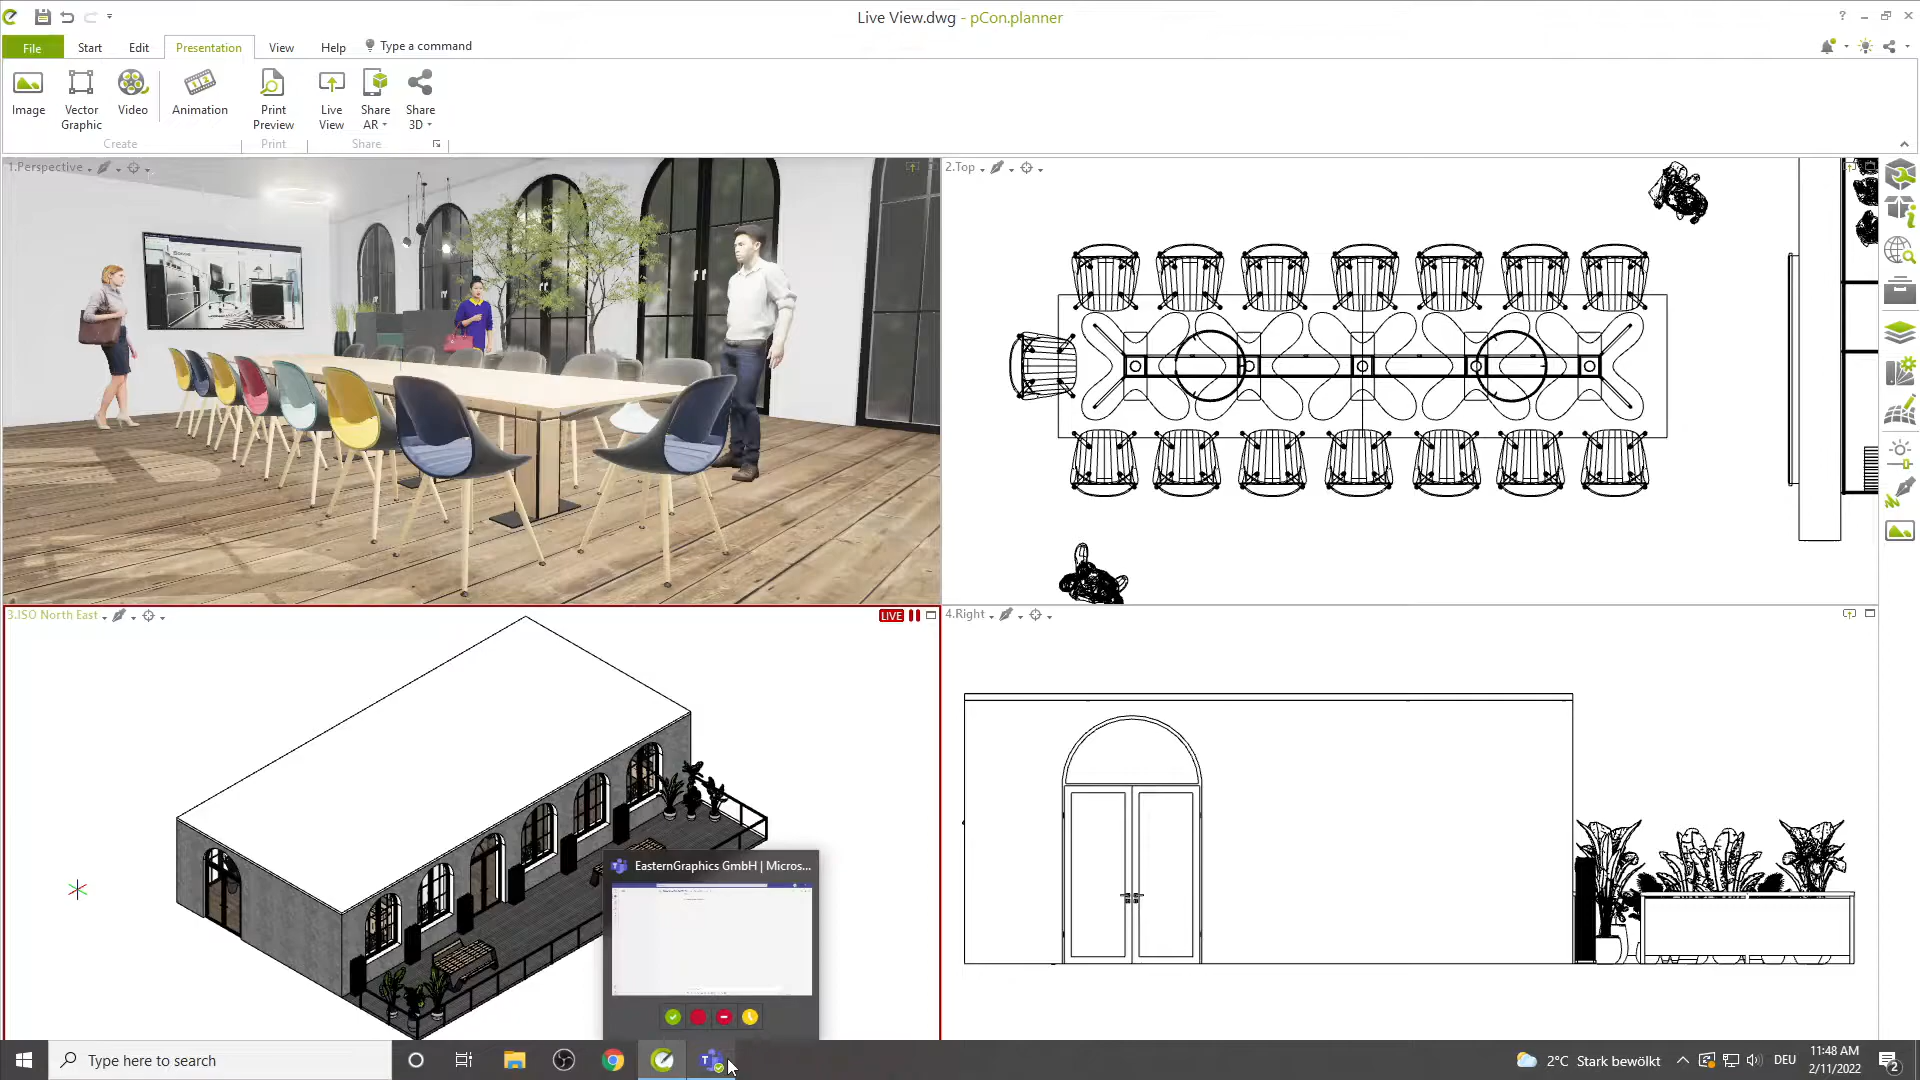 Live View.dwg - pCon.planner
File
Start
Edit
Presentation
View
Help
Type a command
Image
Vector
Graphic
Video
Animation
Print
Preview
Live
View
Share
AR
Share
3D
Create
Print
Share
1.Perspective
2.Top
3.ISO North East
LIVE
4.Right
EasternGraphics GmbH | Micros...
Type here to search
2°C Stark bewölkt
DEU
11:48 AM
2/11/2022
2